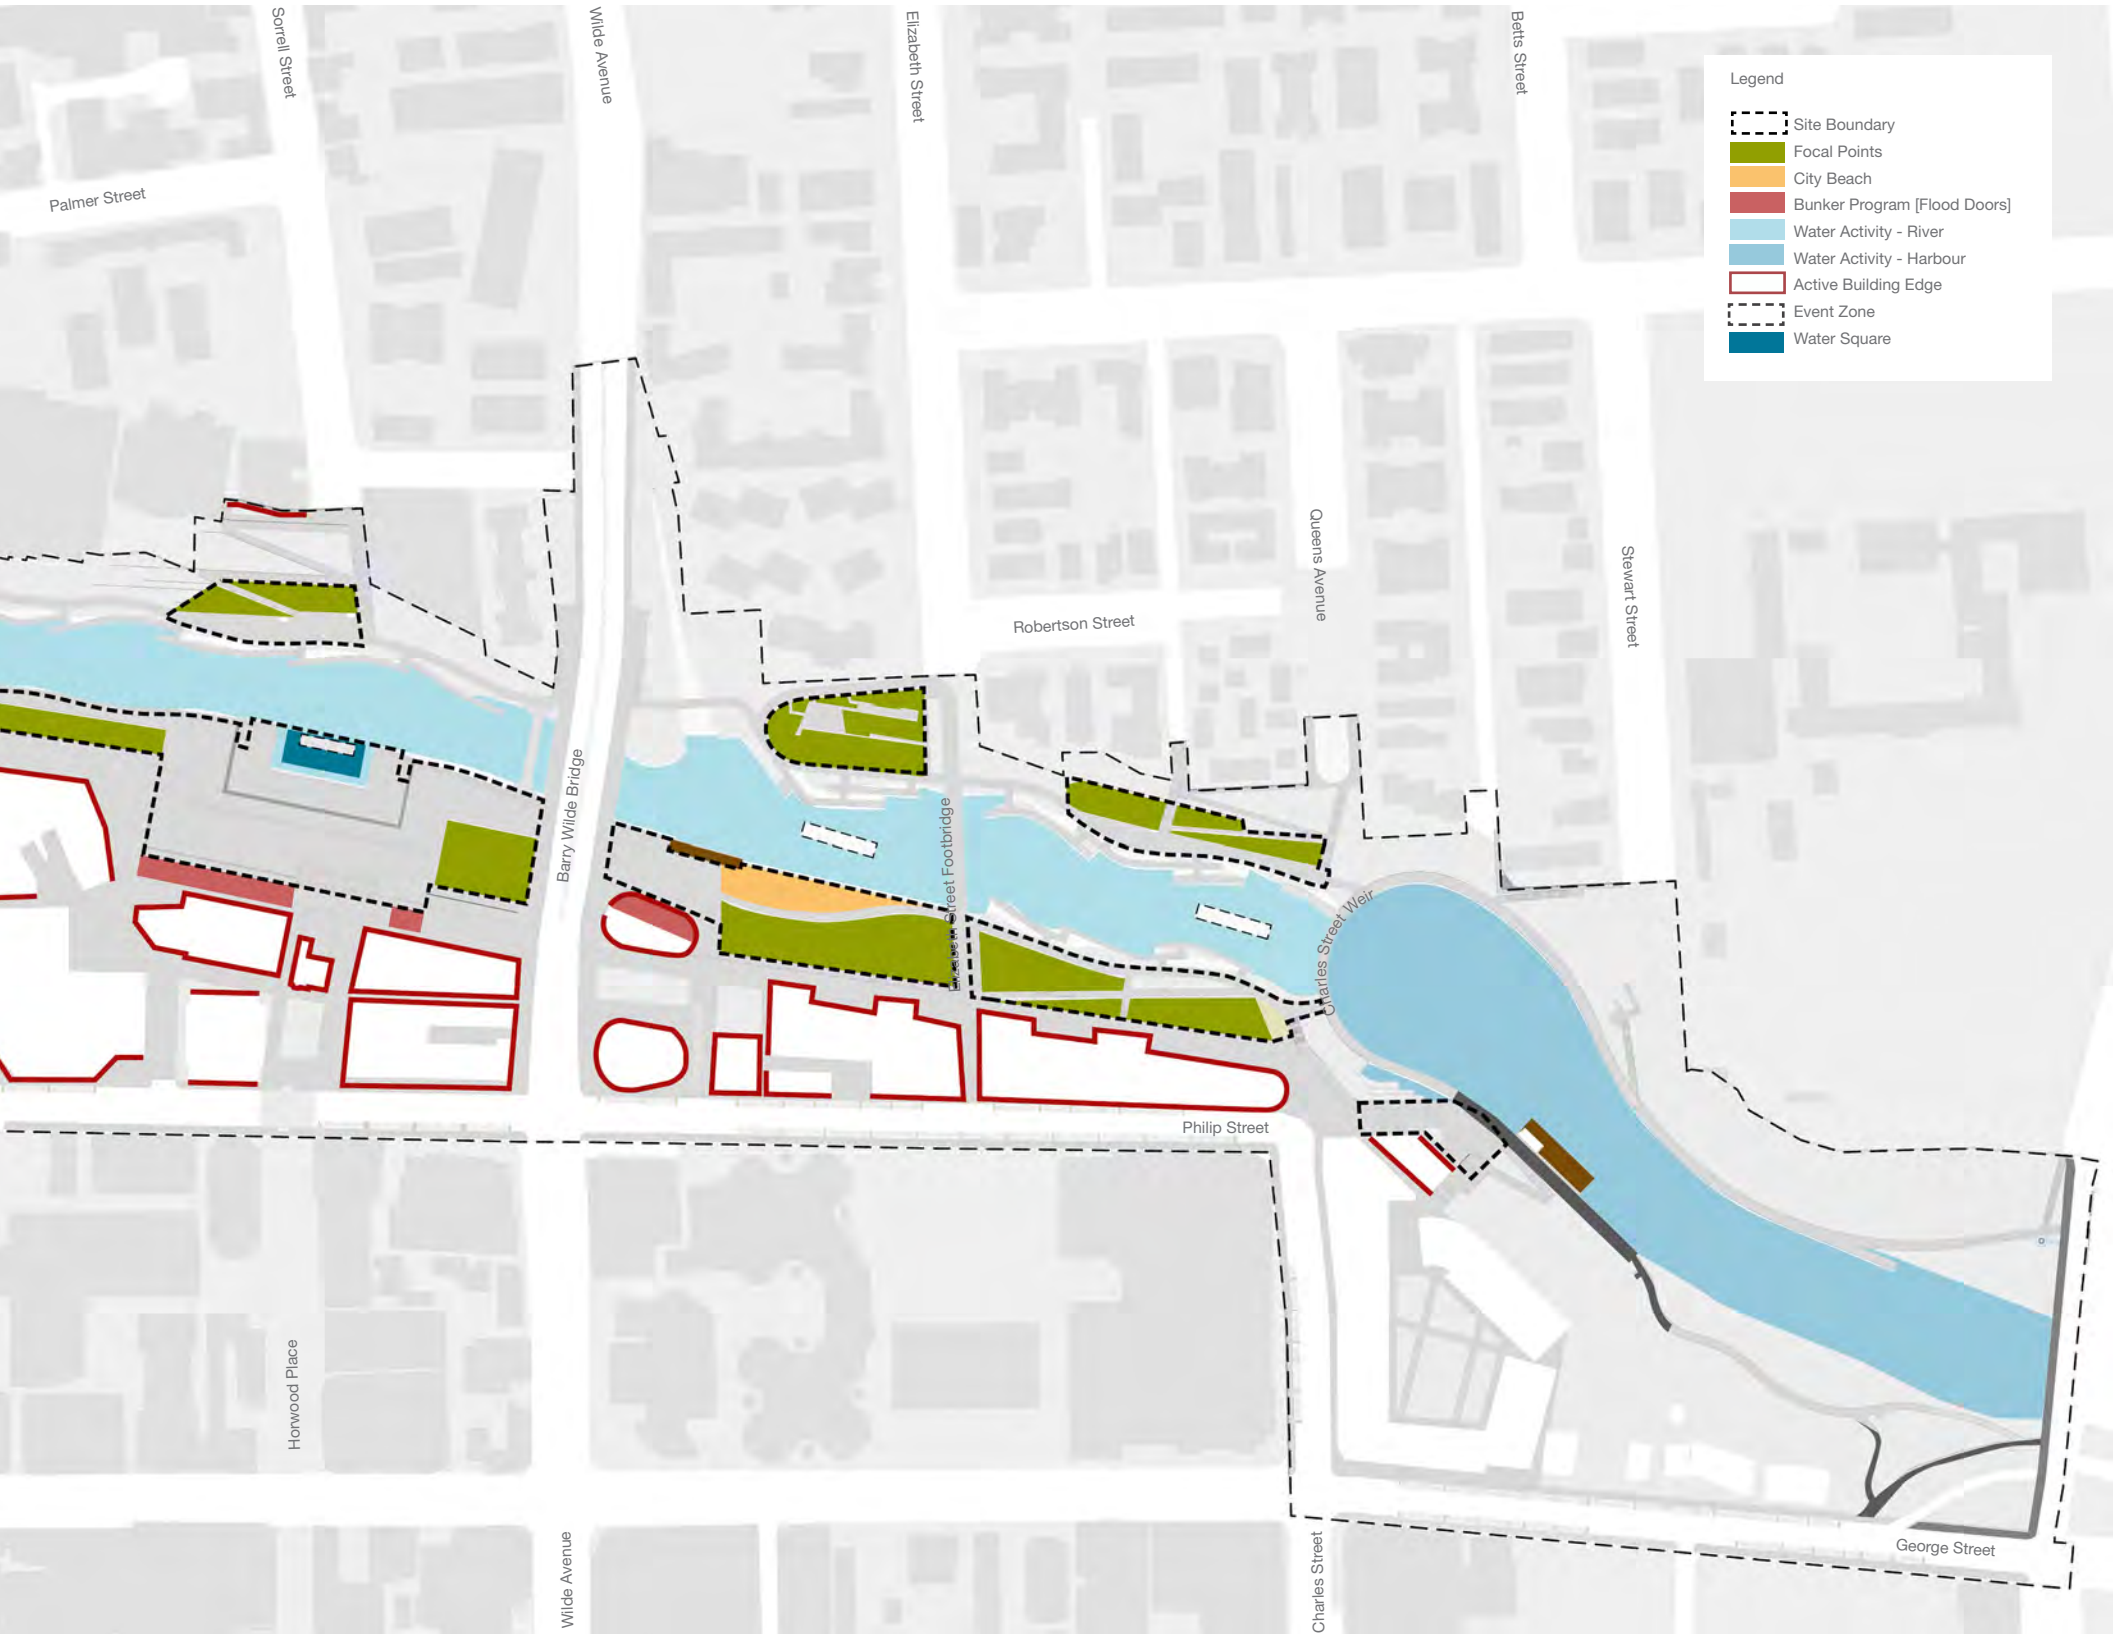 Sorrell Street
Wilde Avenue
Elizabeth Street
Betts Street
Legend
Site Boundary
Focal Points
City Beach
Bunker Program [Flood Doors]
Water Activity - River
Water Activity - Harbour
Active Building Edge
Event Zone
Water Square
Palmer Street
Queens Avenue
Stewart Street
Robertson Street
Barry Wilde Bridge
Elizabeth Street Footbridge
Charles Street Weir
Philip Street
Horwood Place
Wilde Avenue
Charles Street
George Street